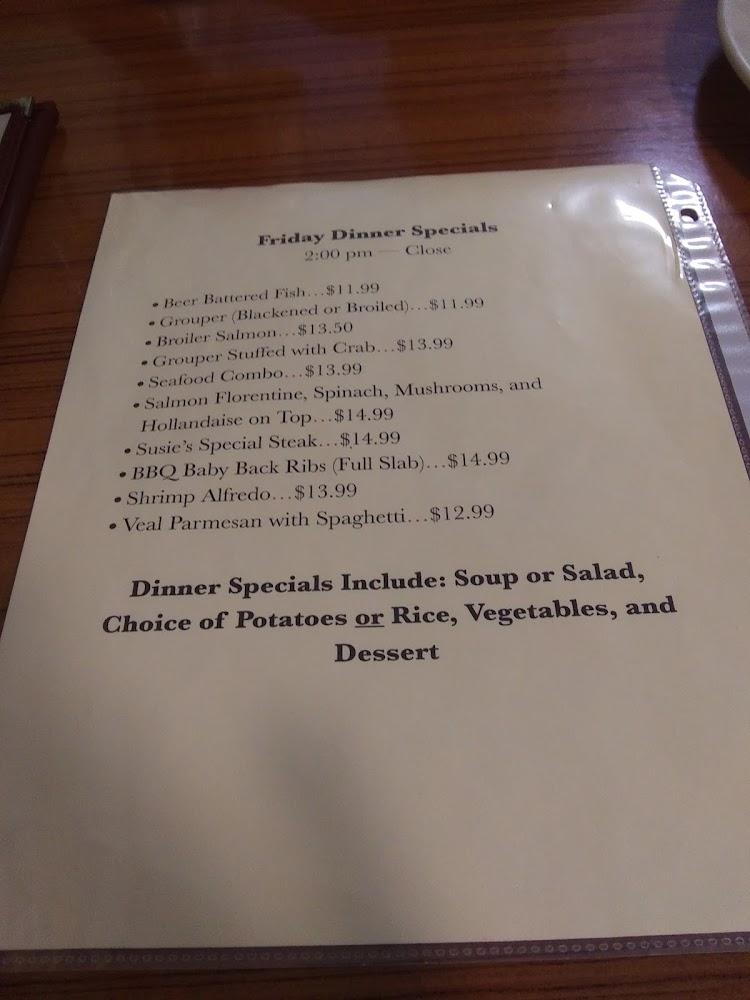 Friday Dinner Specials
2:00 pm — Close
• Beer Battered Fish...$11.99
• Grouper (Blackened or Broiled)...$11.99
• Broiler Salmon...$13.50
• Grouper Stuffed with Crab...$13.99
• Seafood Combo...$13.99
• Salmon Florentine, Spinach, Mushrooms, and
Hollandaise on Top...$14.99
• Susie's Special Steak...$14.99
• BBQ Baby Back Ribs (Full Slab)...$14.99
• Shrimp Alfredo...$13.99
• Veal Parmesan with Spaghetti...$12.99
Dinner Specials Include: Soup or Salad,
Choice of Potatoes or Rice, Vegetables, and
Dessert